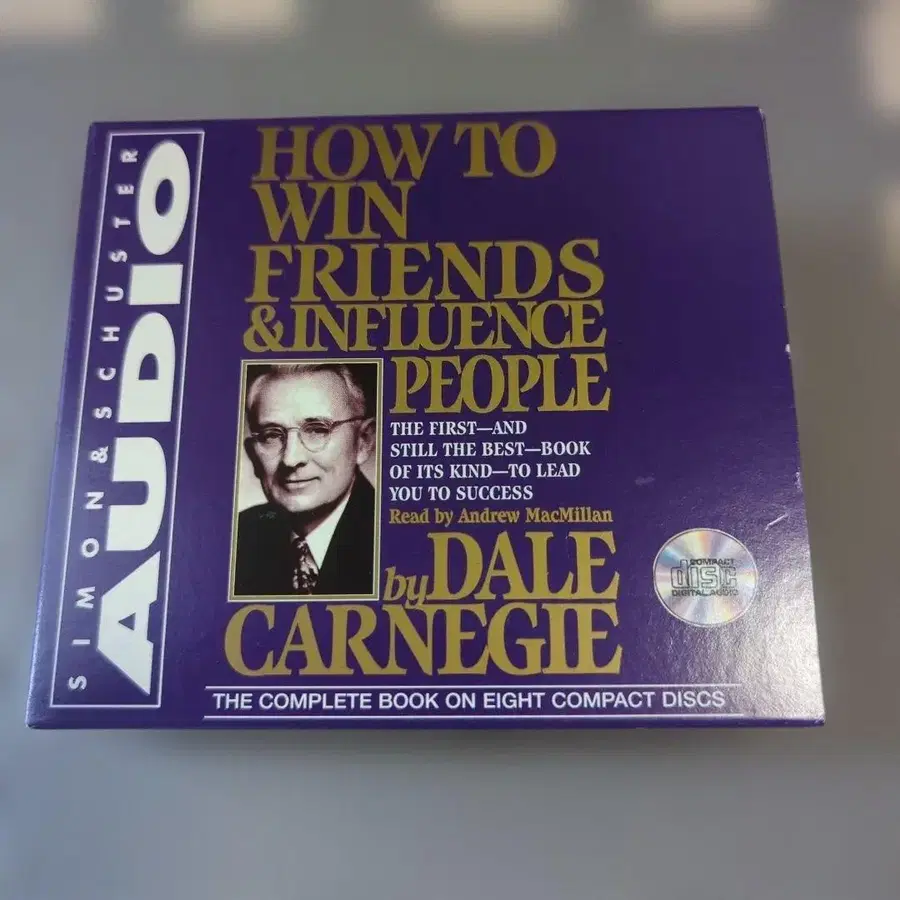 SIMON & SCHUSTER
AUDIO
HOW TO
WIN
FRIENDS
& INFLUENCE
PEOPLE
THE FIRST—AND
STILL THE BEST—BOOK
OF ITS KIND—TO LEAD
YOU TO SUCCESS
Read by Andrew MacMillan
by DALE
CARNEGIE
COMPACT
disc
DIGITAL AUDIO
THE COMPLETE BOOK ON EIGHT COMPACT DISCS